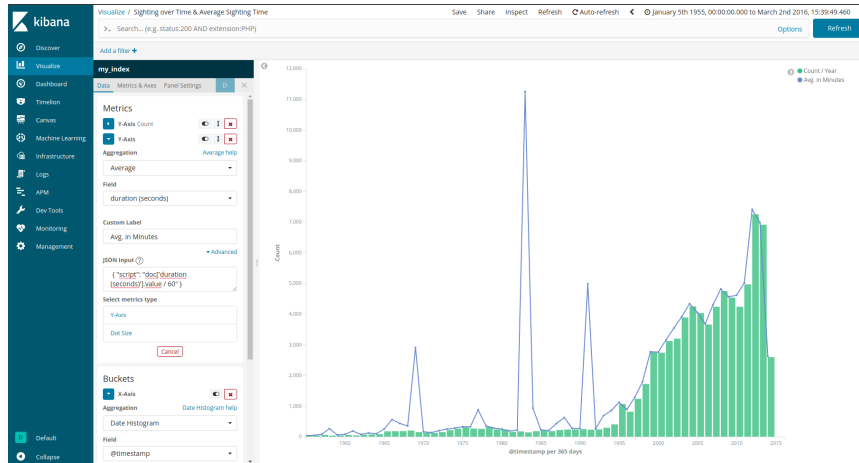 kibana
Discover
Visualize
Dashboard
Timelion
Canvas
Machine Learning
Infrastructure
Logs
APM
Dev Tools
Monitoring
Management
D Default
Collapse
Visualize / Sighting over Time & Average Sighting Time
Save Share Inspect Refresh Auto-refresh January 5th 1955, 00:00:00.000 to March 2nd 2016, 15:39:49.460
>_ Search... (e.g. status:200 AND extension:PHP)
Options
Refresh
Add a filter +
my_index
Data Metrics & Axes Panel Settings
Metrics
Y-Axis Count
Y-Axis
Aggregation Average help
Average
Field
duration (seconds)
Custom Label
Avg. in Minutes
Advanced
JSON Input
{ "script": "doc['duration
(seconds)'].value / 60" }
Select metrics type
Y-Axis
Dot Size
Cancel
Buckets
X-Axis
Aggregation Date Histogram help
Date Histogram
Field
@timestamp
12,000
11,000
10,000
9,000
8,000
7,000
6,000
5,000
4,000
3,000
2,000
1,000
0
Count
1960 1965 1970 1975 1980 1985 1990 1995 2000 2005 2010 2015
@timestamp per 365 days
Count / Year
Avg. in Minutes